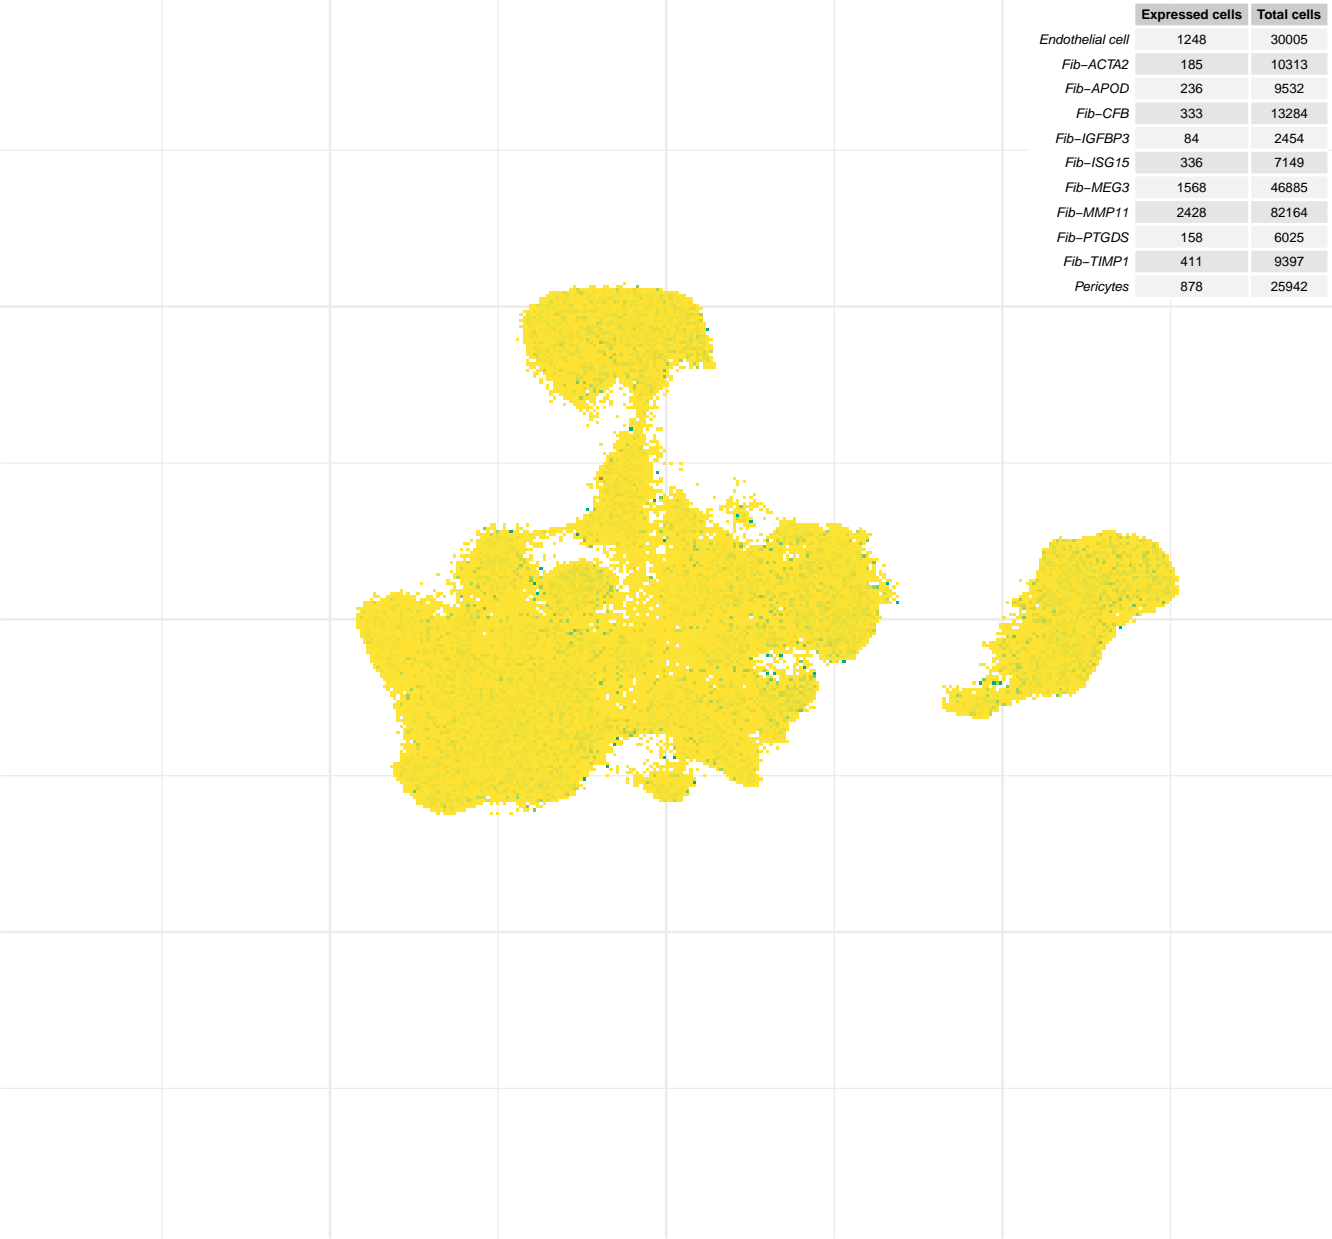 Expressed cells Total cells
Endothelial cell 1248 30005
Fib−ACTA2 185 10313
Fib−APOD 236 9532
Fib−CFB 333 13284
Fib−IGFBP3 84 2454
Fib−ISG15 336 7149
Fib−MEG3 1568 46885
Fib−MMP11 2428 82164
Fib−PTGDS 158 6025
Fib−TIMP1 411 9397
Pericytes 878 25942